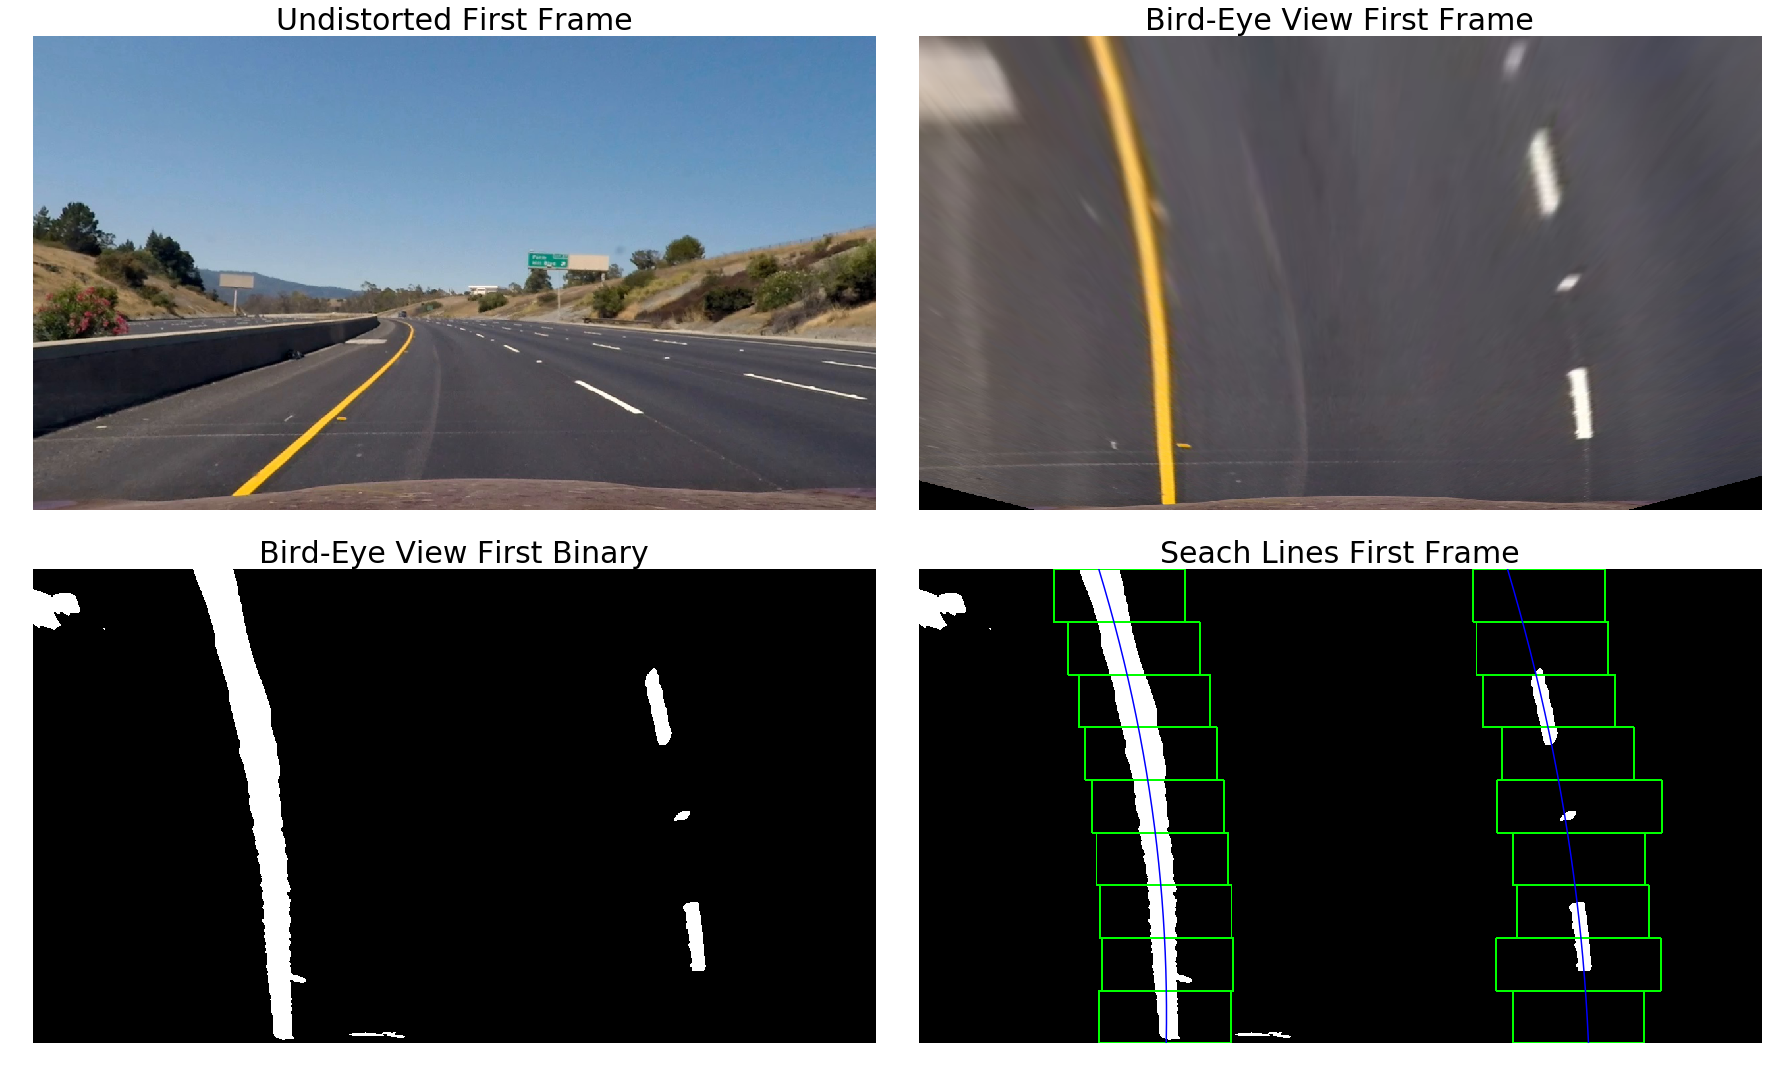 Undistorted First Frame
Bird-Eye View First Frame
Bird-Eye View First Binary
Seach Lines First Frame